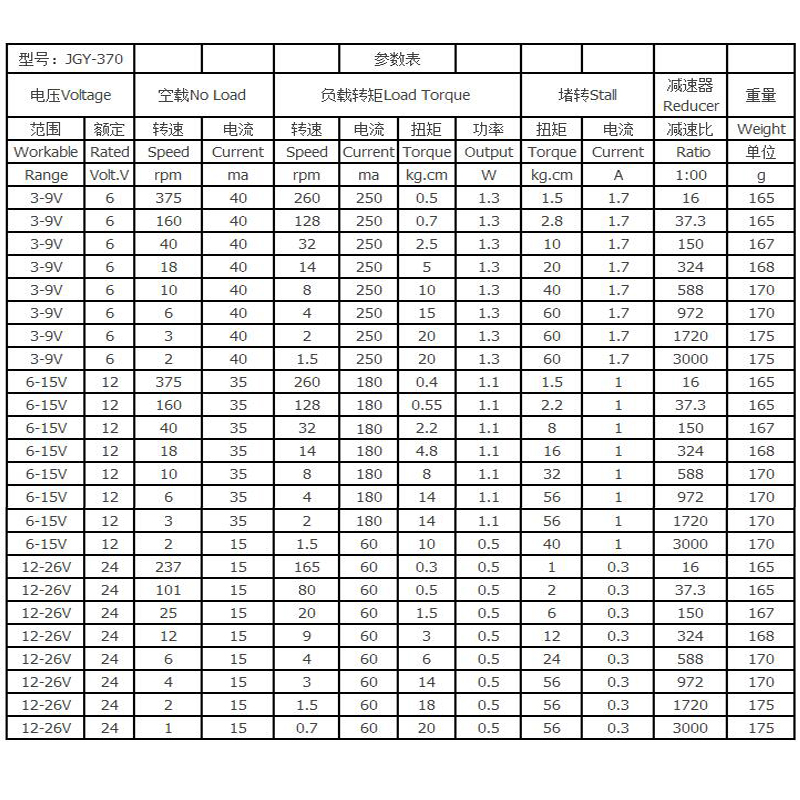 型号：JGY-370 参数表
电压Voltage 空载No Load 负载转矩Load Torque 堵转Stall 减速器 Reducer 重量
范围 额定 转速 电流 转速 电流 扭矩 功率 扭矩 电流 减速比 Weight
Workable Rated Speed Current Speed Current Torque Output Torque Current Ratio 单位
Range Volt.V rpm ma rpm ma kg.cm W kg.cm A 1:00 g
3-9V 6 375 40 260 250 0.5 1.3 1.5 1.7 16 165
3-9V 6 160 40 128 250 0.7 1.3 2.8 1.7 37.3 165
3-9V 6 40 40 32 250 2.5 1.3 10 1.7 150 167
3-9V 6 18 40 14 250 5 1.3 20 1.7 324 168
3-9V 6 10 40 8 250 10 1.3 40 1.7 588 170
3-9V 6 6 40 4 250 15 1.3 60 1.7 972 170
3-9V 6 3 40 2 250 20 1.3 60 1.7 1720 175
3-9V 6 2 40 1.5 250 20 1.3 60 1.7 3000 175
6-15V 12 375 35 260 180 0.4 1.1 1.5 1 16 165
6-15V 12 160 35 128 180 0.55 1.1 2.2 1 37.3 165
6-15V 12 40 35 32 180 2.2 1.1 8 1 150 167
6-15V 12 18 35 14 180 4.8 1.1 16 1 324 168
6-15V 12 10 35 8 180 8 1.1 32 1 588 170
6-15V 12 6 35 4 180 14 1.1 56 1 972 170
6-15V 12 3 35 2 180 14 1.1 56 1 1720 170
6-15V 12 2 15 1.5 60 10 0.5 40 1 3000 170
12-26V 24 237 15 165 60 0.3 0.5 1 0.3 16 165
12-26V 24 101 15 80 60 0.5 0.5 2 0.3 37.3 165
12-26V 24 25 15 20 60 1.5 0.5 6 0.3 150 167
12-26V 24 12 15 9 60 3 0.5 12 0.3 324 168
12-26V 24 6 15 4 60 6 0.5 24 0.3 588 170
12-26V 24 4 15 3 60 14 0.5 56 0.3 972 170
12-26V 24 2 15 1.5 60 18 0.5 56 0.3 1720 175
12-26V 24 1 15 0.7 60 20 0.5 56 0.3 3000 175